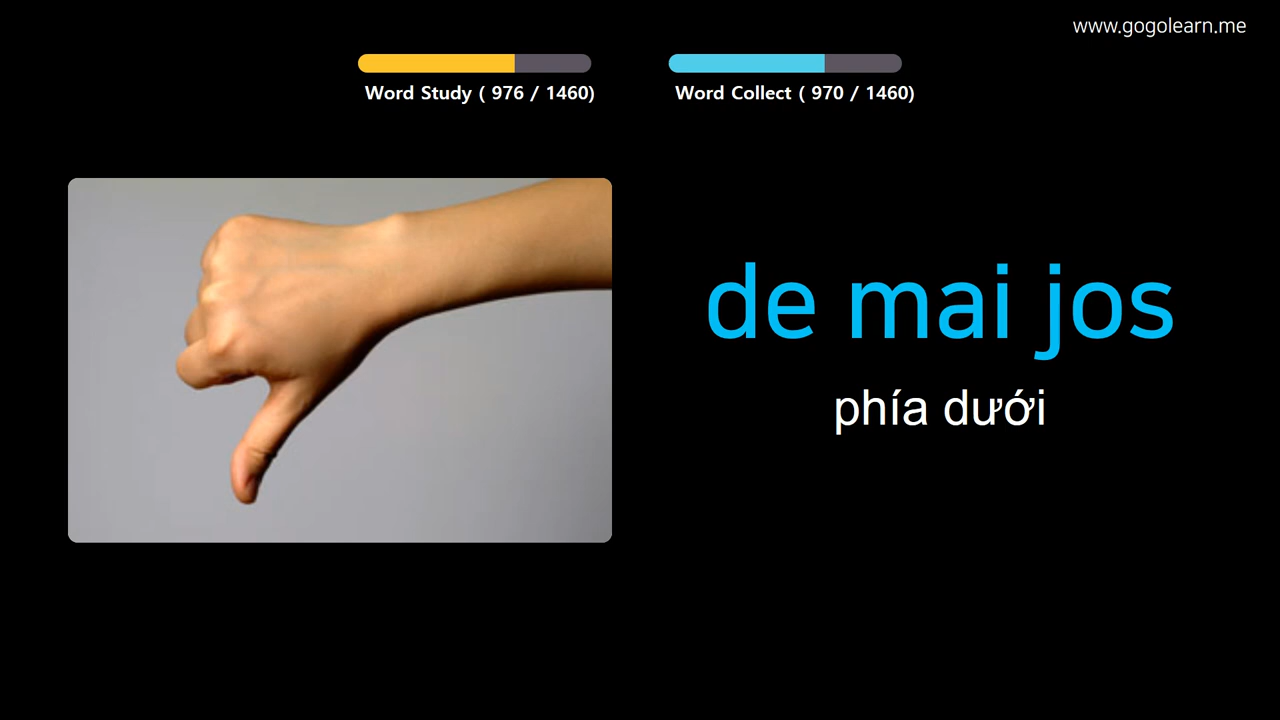 www.gogolearn.me
Word Study ( 976 / 1460)
Word Collect ( 970 / 1460)
de mai jos
phía dưới